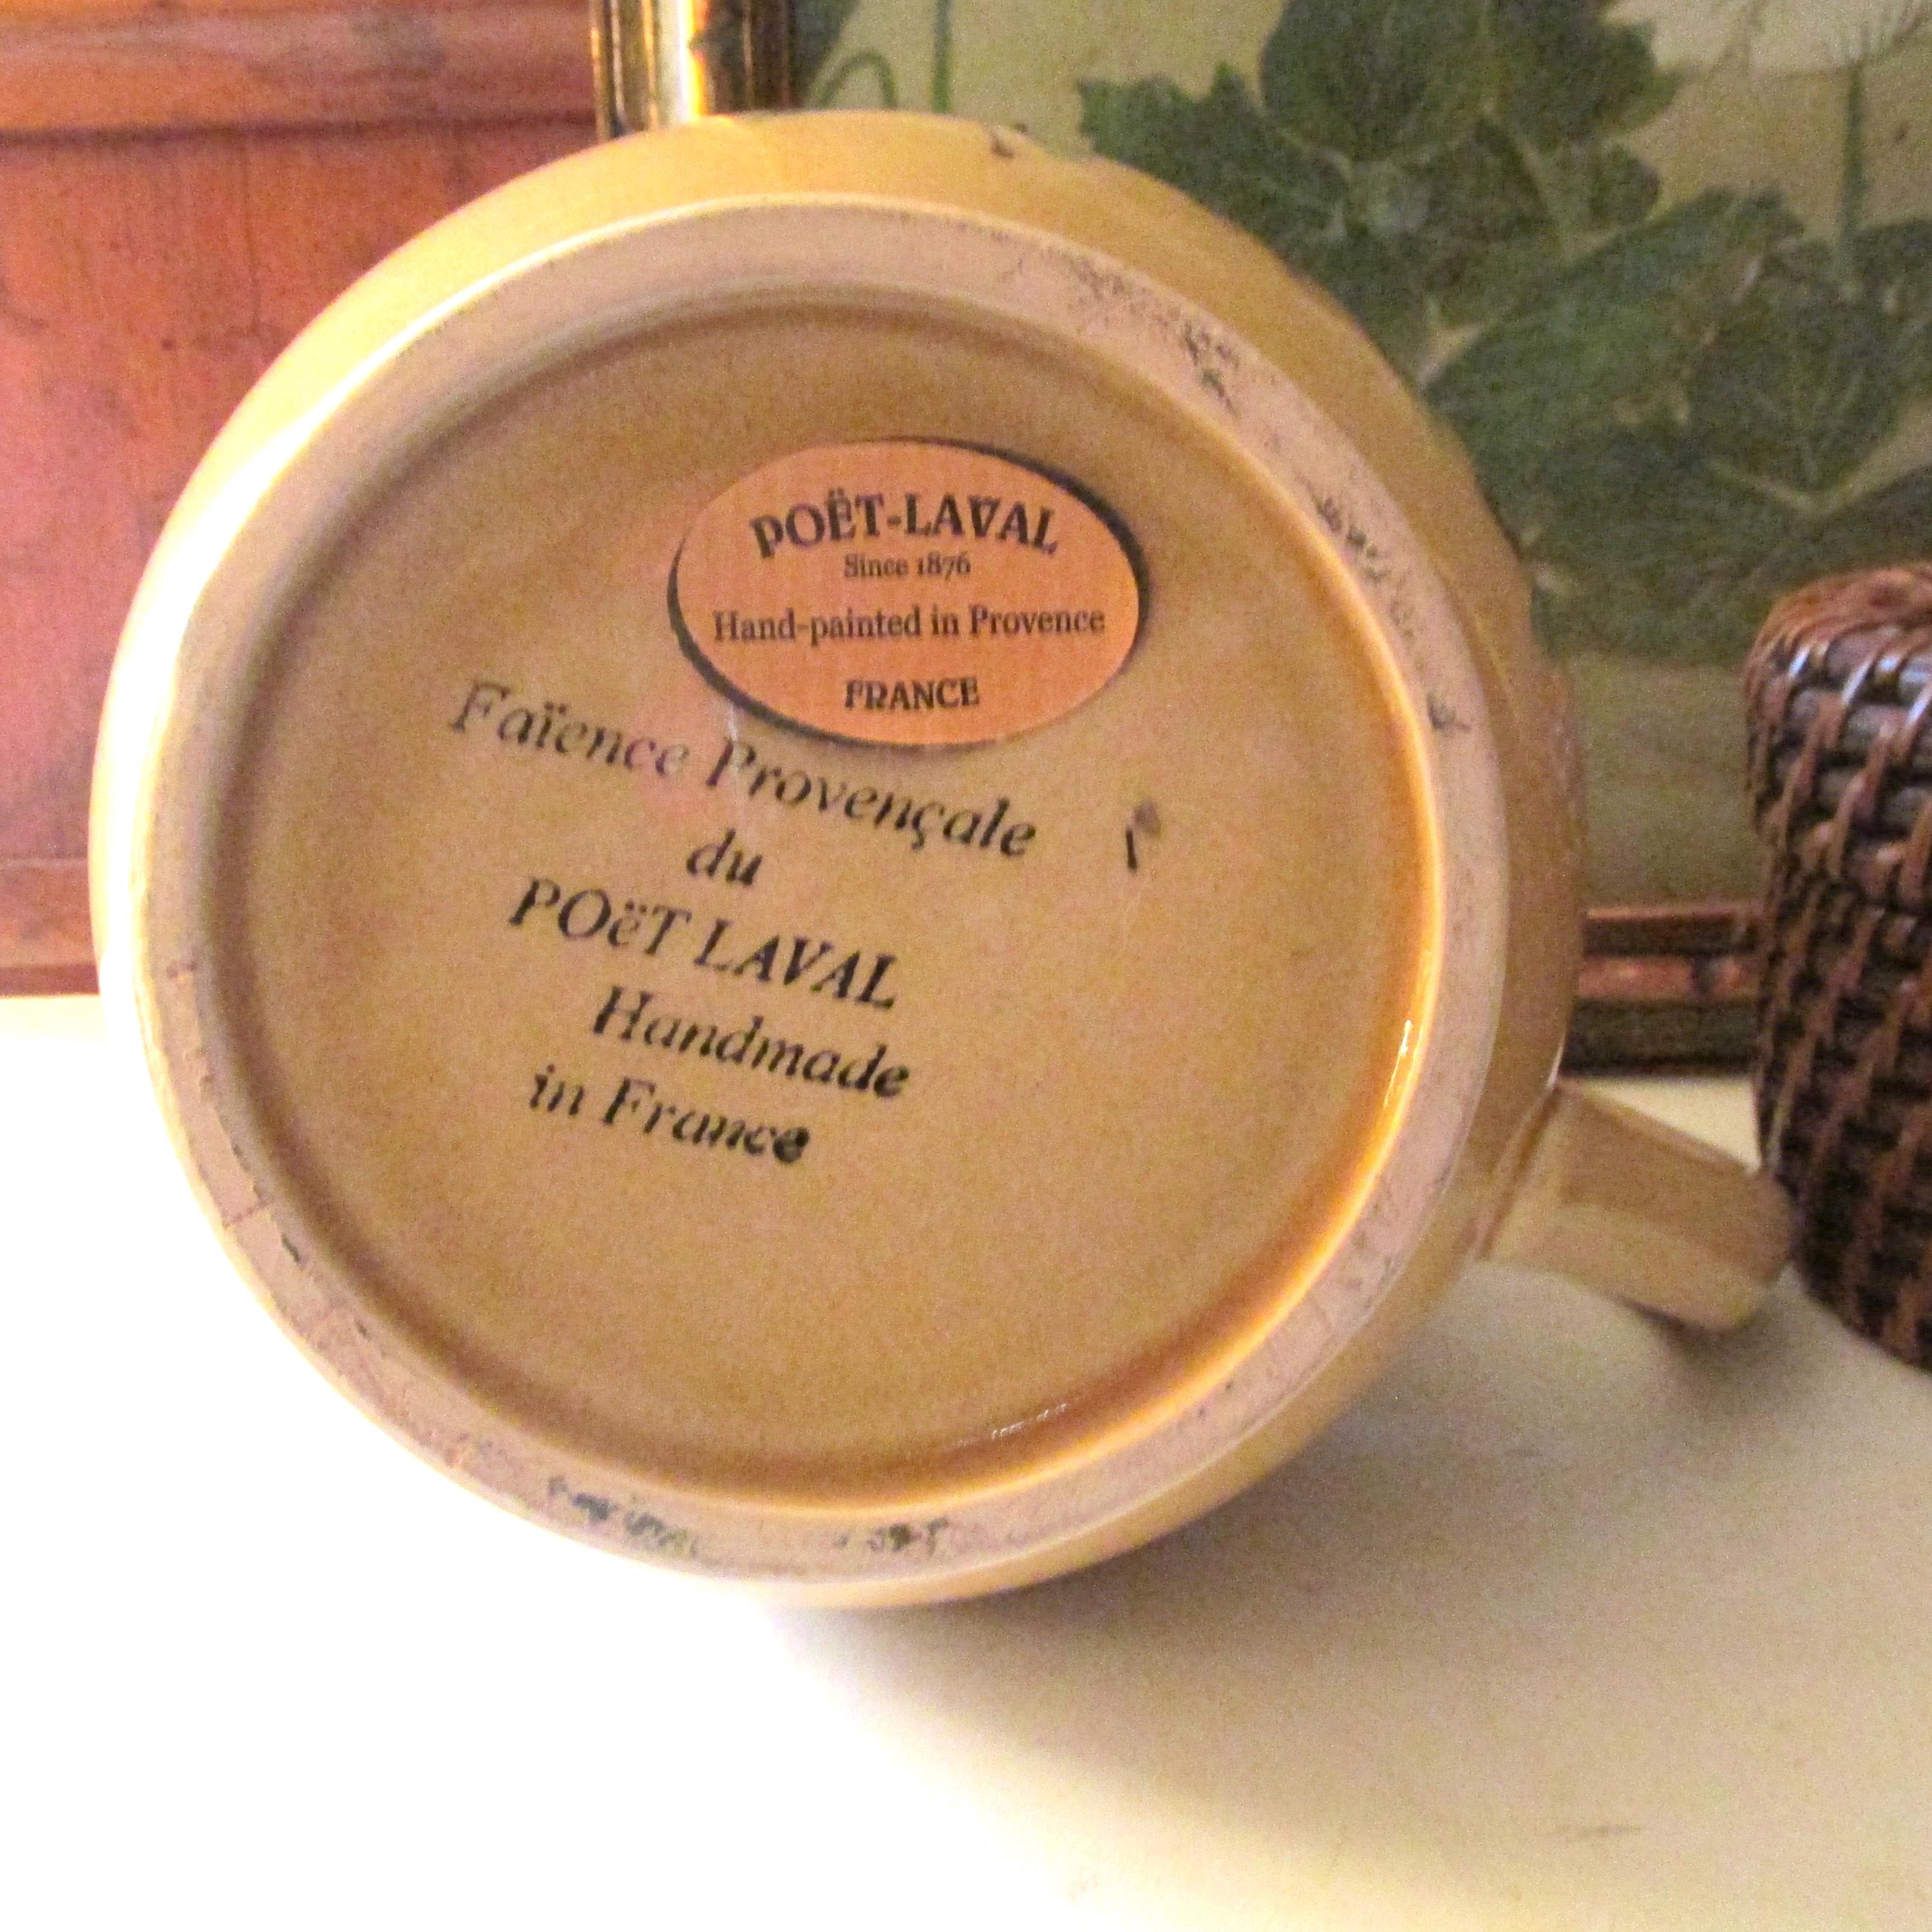 POËT-LAVAL
Since 1876
Hand-painted in Provence
FRANCE
Faïence Provençale
du
POëT LAVAL
Handmade
in France